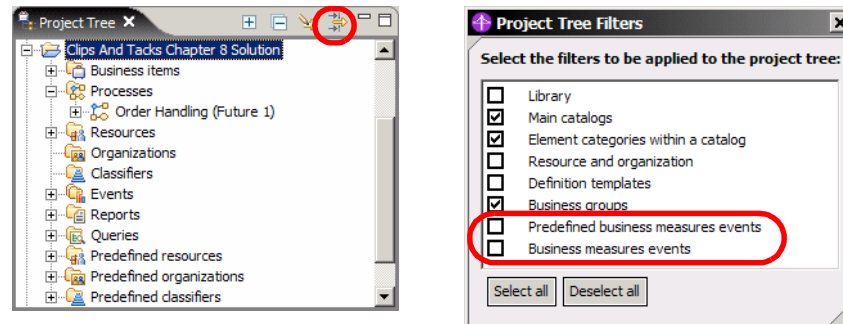 Project Tree
Clips And Tacks Chapter 8 Solution
Business items
Processes
Order Handling (Future 1)
Resources
Organizations
Classifiers
Events
Reports
Queries
Predefined resources
Predefined organizations
Predefined classifiers
Project Tree Filters
Select the filters to be applied to the project tree:
Library
Main catalogs
Element categories within a catalog
Resource and organization
Definition templates
Business groups
Predefined business measures events
Business measures events
Select all Deselect all